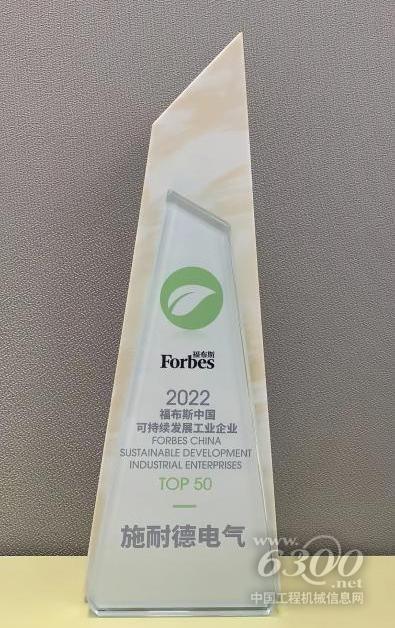 福布斯
Forbes
2022
福布斯中国
可持续发展工业企业
FORBES CHINA
SUSTAINABLE DEVELOPMENT
INDUSTRIAL ENTERPRISES
TOP 50
施耐德电气
www.
6300
.net
中国工程机械信息网